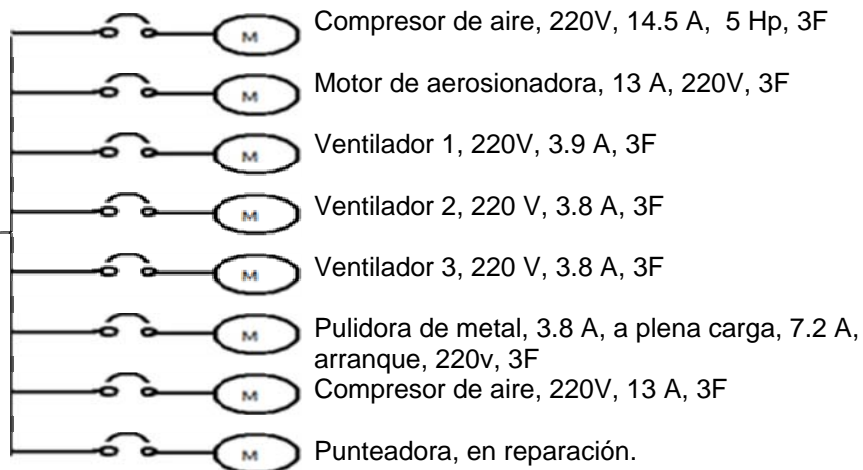 M Compresor de aire, 220V, 14.5 A, 5 Hp, 3F
M Motor de aerosionadora, 13 A, 220V, 3F
M Ventilador 1, 220V, 3.9 A, 3F
M Ventilador 2, 220 V, 3.8 A, 3F
M Ventilador 3, 220 V, 3.8 A, 3F
M Pulidora de metal, 3.8 A, a plena carga, 7.2 A,
arranque, 220v, 3F
M Compresor de aire, 220V, 13 A, 3F
M Punteadora, en reparación.